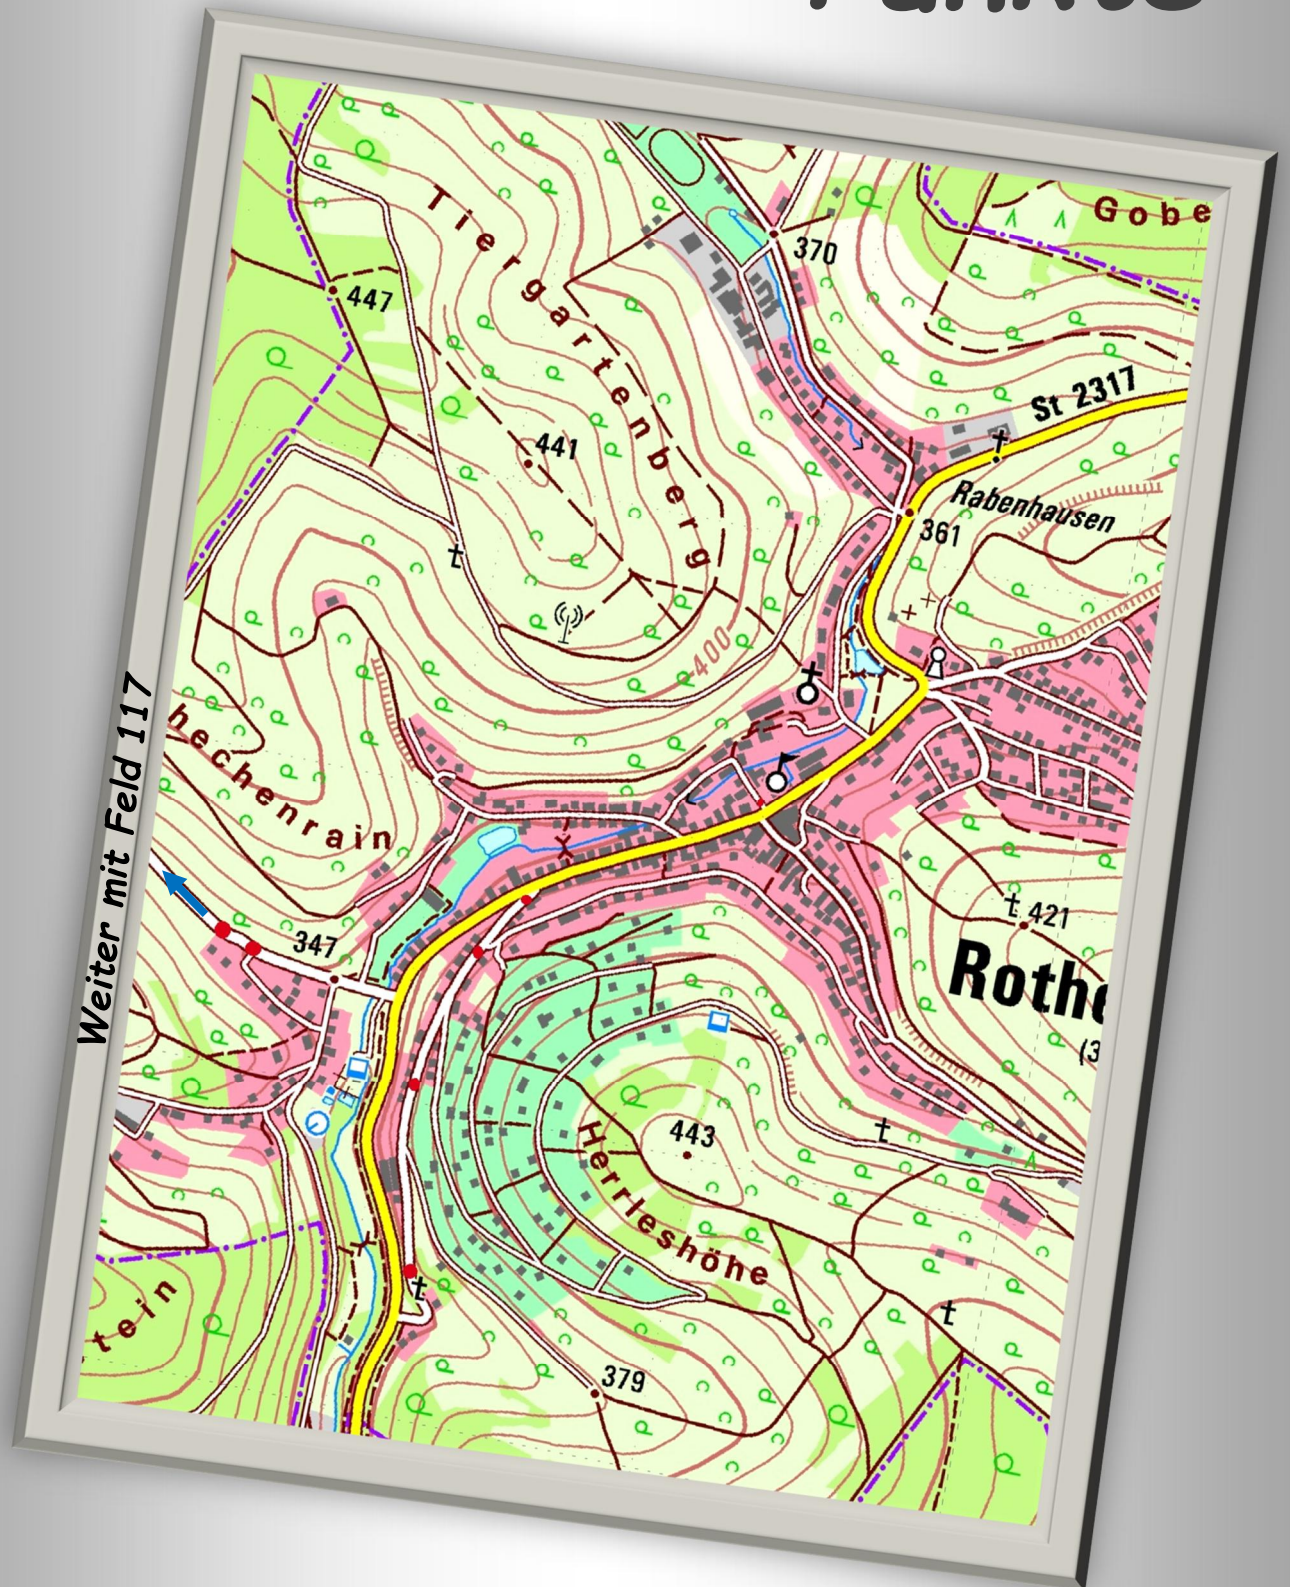 Gobe
Tiergartenberg
370
447
St 2317
441
Rabenhausen
361
400
Weiter mit Feld 117
hechenrain
421
347
Rothe
(3
443
Herrleshöhe
tein
379